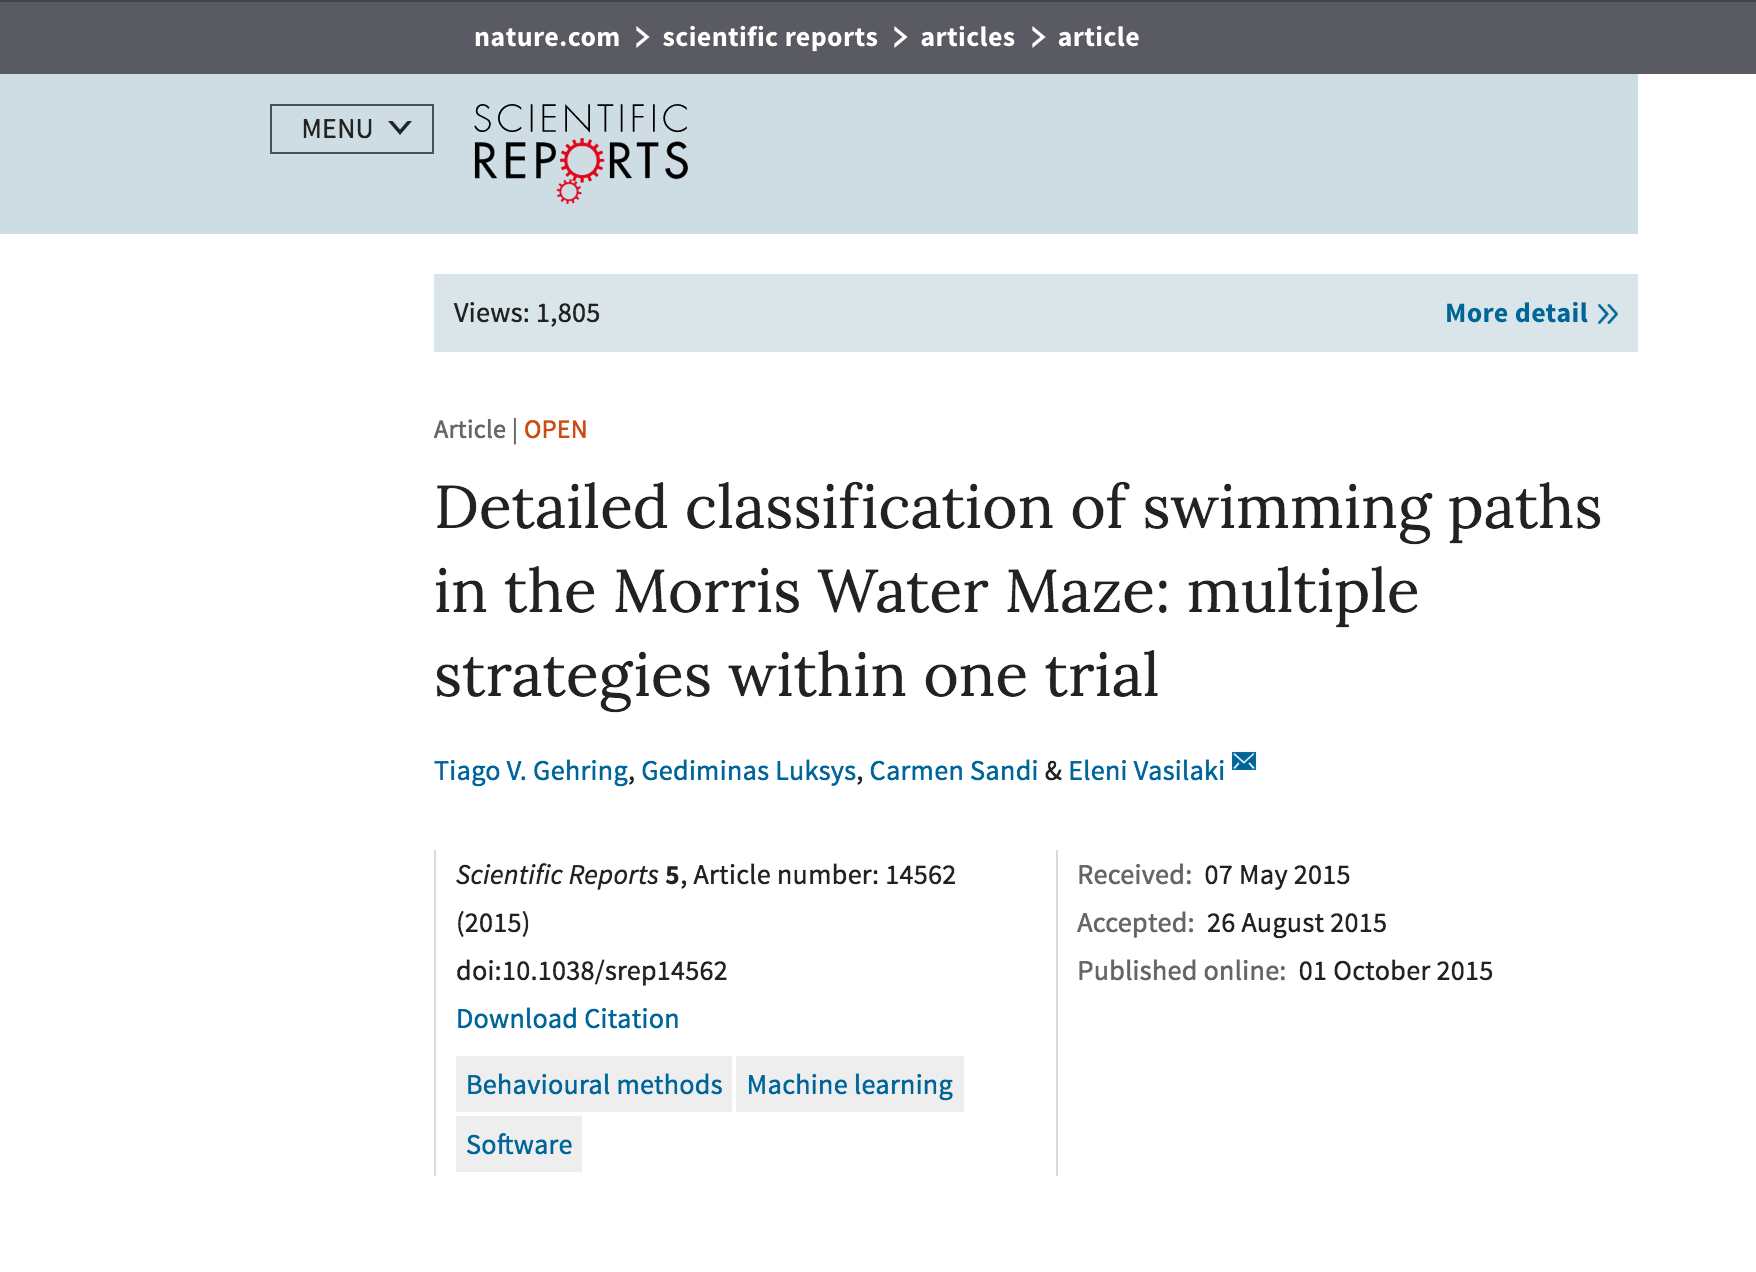 nature.com > scientific reports > articles > article
MENU
SCIENTIFIC
REPORTS
Views: 1,805
More detail »
Article | OPEN
Detailed classification of swimming paths
in the Morris Water Maze: multiple
strategies within one trial
Tiago V. Gehring, Gediminas Luksys, Carmen Sandi & Eleni Vasilaki
Scientific Reports 5, Article number: 14562
(2015)
doi:10.1038/srep14562
Download Citation
Behavioural methods
Machine learning
Software
Received: 07 May 2015
Accepted: 26 August 2015
Published online: 01 October 2015